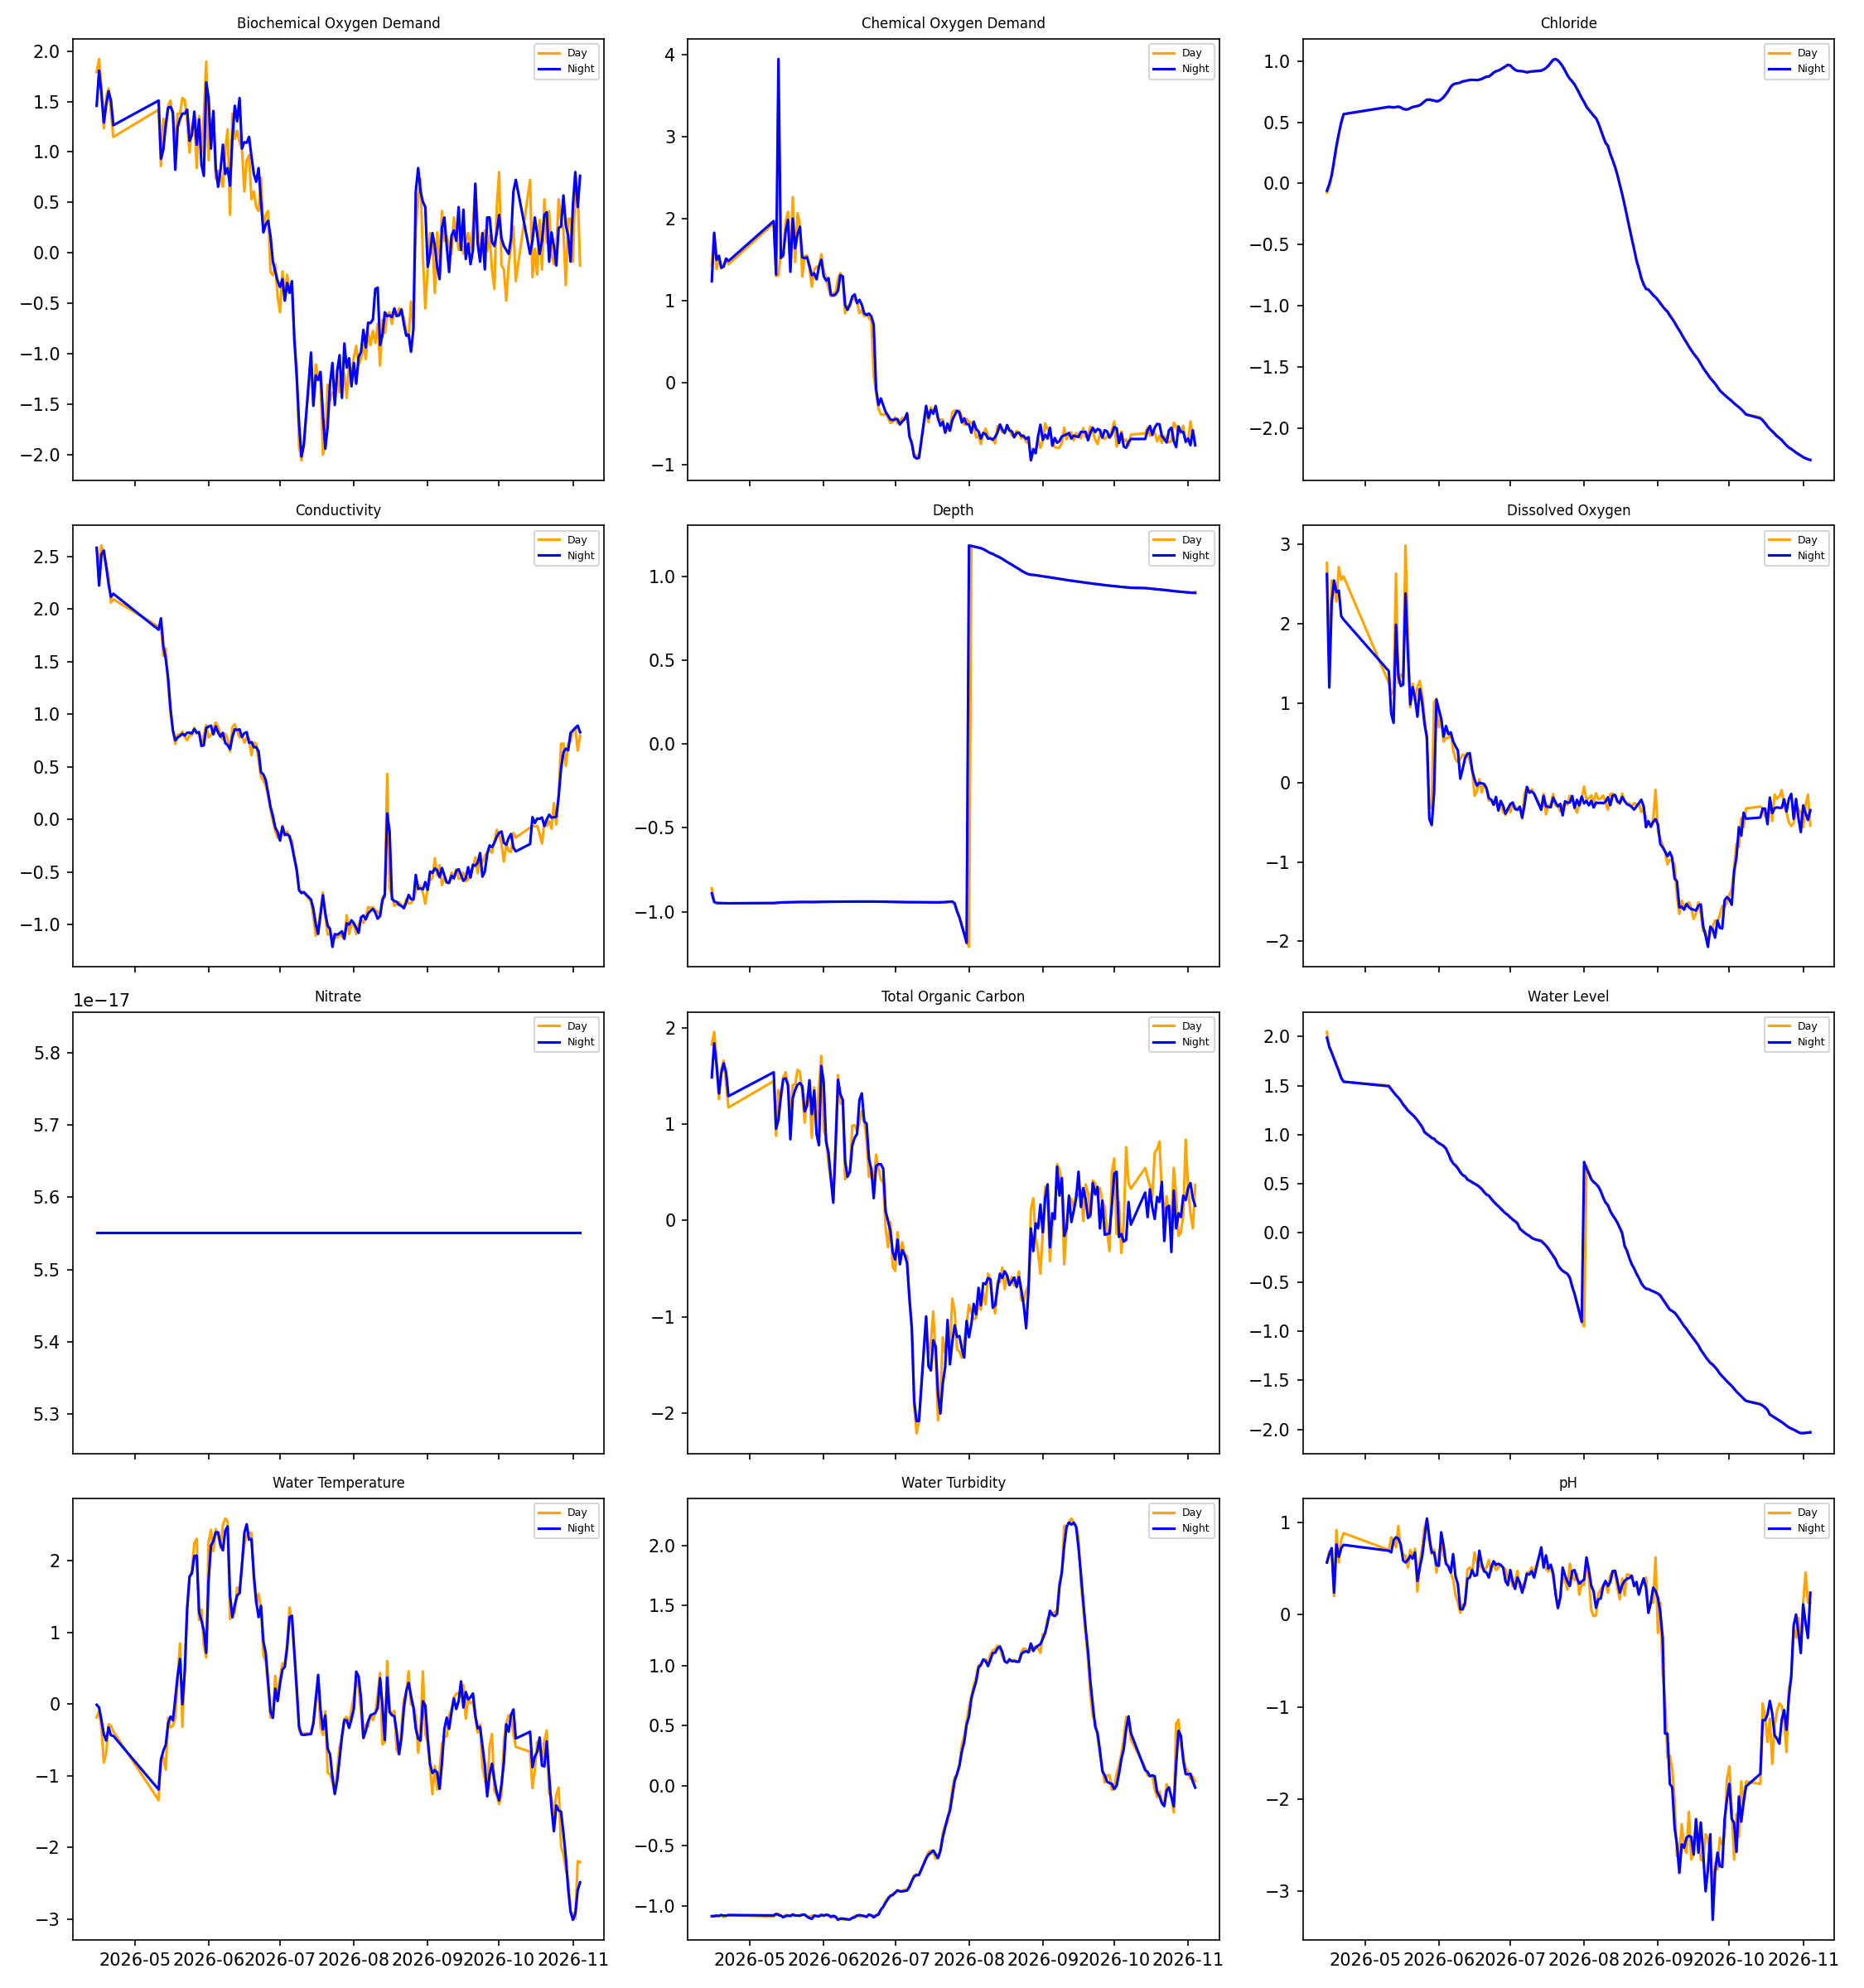 Biochemical Oxygen Demand
Chemical Oxygen Demand
Chloride
2.0
1.5
1.0
0.5
0.0
−0.5
−1.0
−1.5
−2.0
Day
Night
4
3
2
1
0
−1
Day
Night
1.0
0.5
0.0
−0.5
−1.0
−1.5
−2.0
Day
Night
Conductivity
Depth
Dissolved Oxygen
2.5
2.0
1.5
1.0
0.5
0.0
−0.5
−1.0
Day
Night
1.0
0.5
0.0
−0.5
−1.0
Day
Night
3
2
1
0
−1
−2
Day
Night
1e−17
Nitrate
Total Organic Carbon
Water Level
5.8
5.7
5.6
5.5
5.4
5.3
Day
Night
2
1
0
−1
−2
Day
Night
2.0
1.5
1.0
0.5
0.0
−0.5
−1.0
−1.5
−2.0
Day
Night
Water Temperature
Water Turbidity
pH
2
1
0
−1
−2
−3
Day
Night
2.0
1.5
1.0
0.5
0.0
−0.5
−1.0
Day
Night
1
0
−1
−2
−3
Day
Night
2026-05 2026-06 2026-07 2026-08 2026-09 2026-10 2026-11
2026-05 2026-06 2026-07 2026-08 2026-09 2026-10 2026-11
2026-05 2026-06 2026-07 2026-08 2026-09 2026-10 2026-11